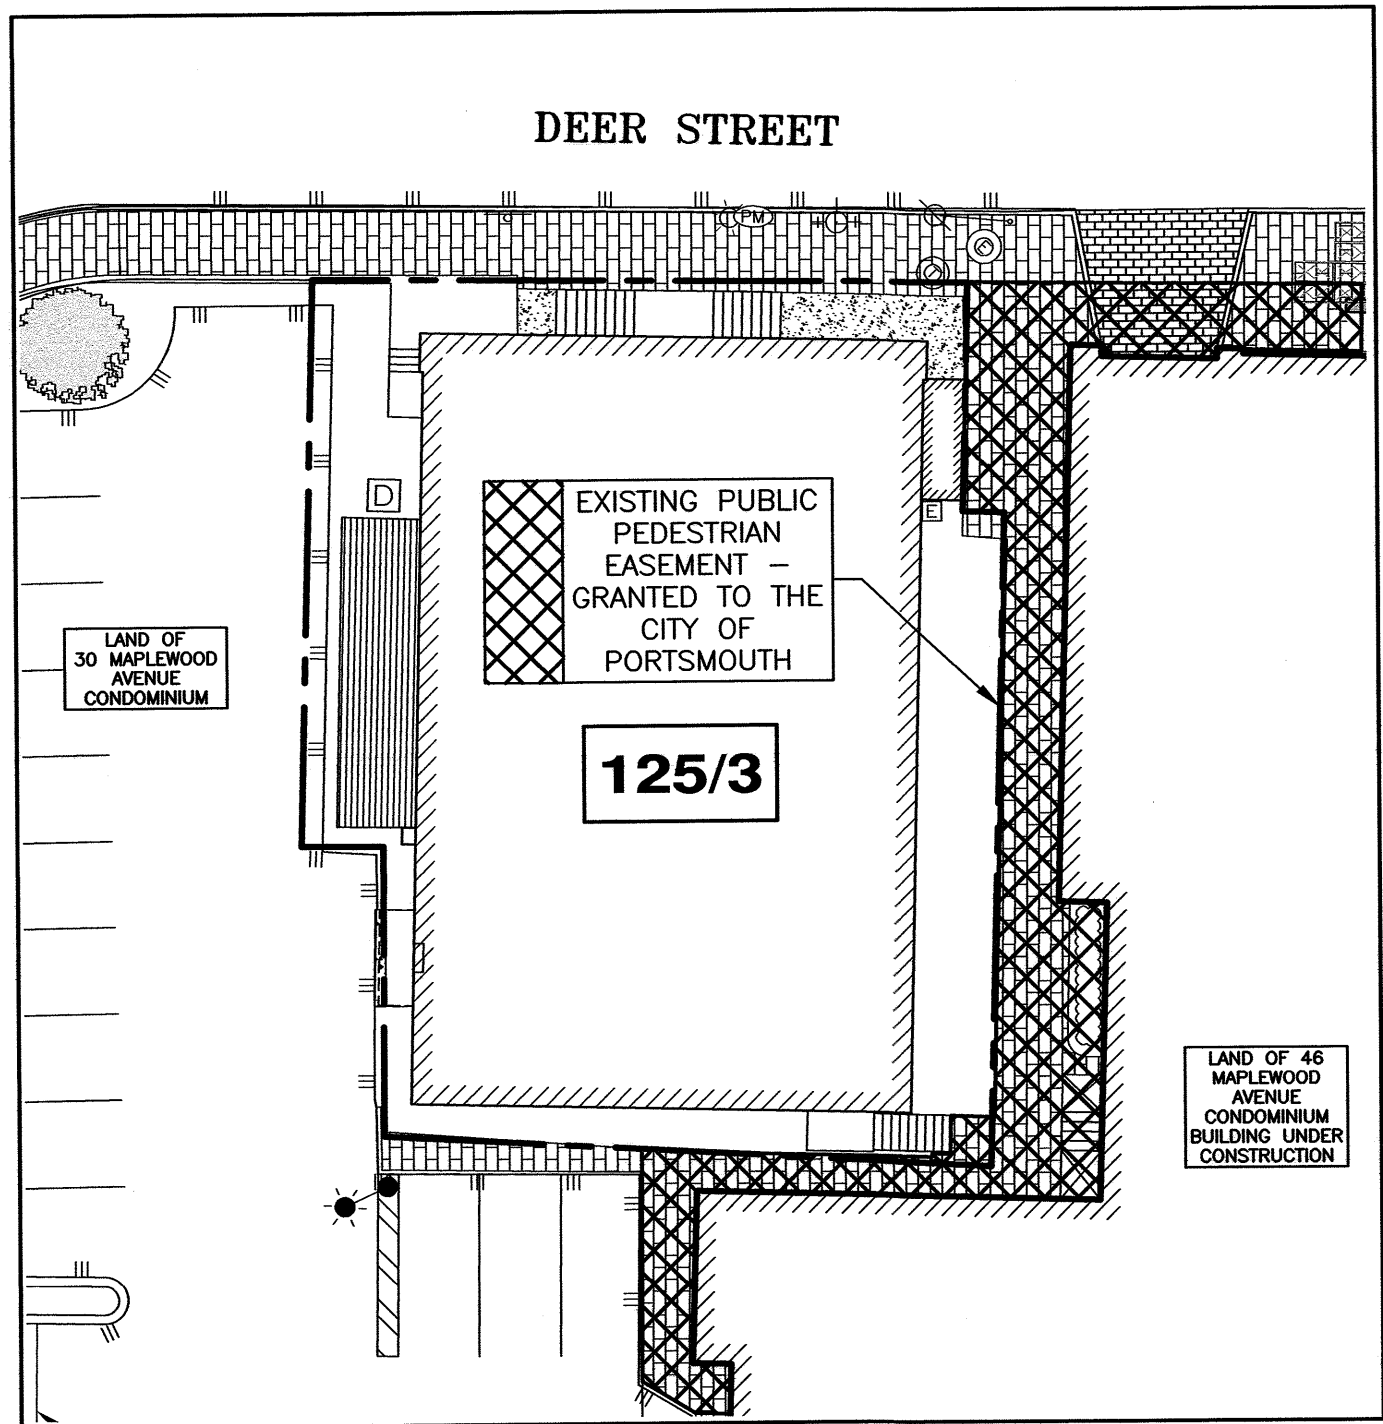 DEER STREET
PM
D
EXISTING PUBLIC
PEDESTRIAN
EASEMENT –
GRANTED TO THE
CITY OF
PORTSMOUTH
E
LAND OF
30 MAPLEWOOD
AVENUE
CONDOMINIUM
125/3
LAND OF 46
MAPLEWOOD
AVENUE
CONDOMINIUM
BUILDING UNDER
CONSTRUCTION